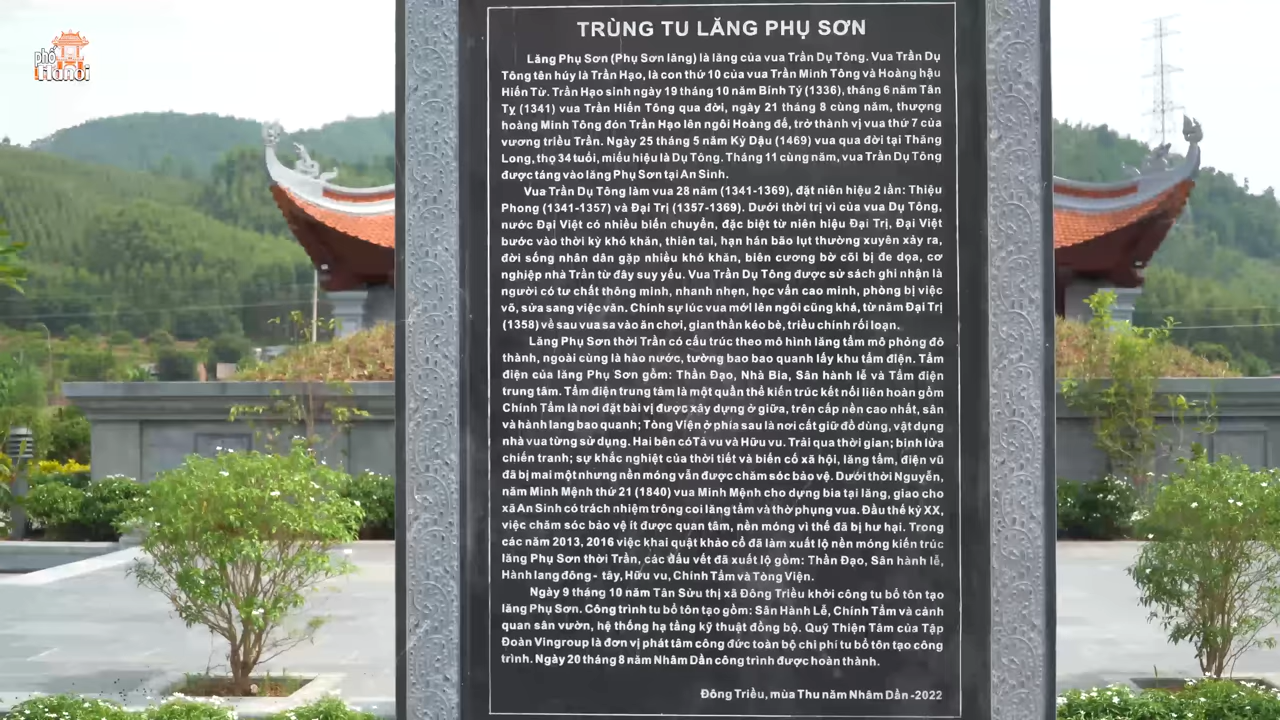 phố
Hanoi
TRÙNG TU LĂNG PHỤ SƠN
Lăng Phụ Sơn (Phụ Sơn lăng) là lăng của vua Trần Dụ Tông. Vua Trần Dụ
Tông tên húy là Trần Hạo, là con thứ 10 của vua Trần Minh Tông và Hoàng hậu
Hiến Từ. Trần Hạo sinh ngày 19 tháng 10 năm Bính Tý (1336), tháng 6 năm Tân
Tỵ (1341) vua Trần Hiến Tông qua đời, ngày 21 tháng 8 cùng năm, thượng
hoàng Minh Tông đón Trần Hạo lên ngôi Hoàng đế, trở thành vị vua thứ 7 của
vương triều Trần. Ngày 25 tháng 5 năm Kỷ Dậu (1469) vua qua đời tại Thăng
Long, thọ 34 tuổi, miếu hiệu là Dụ Tông. Tháng 11 cùng năm, vua Trần Dụ Tông
được táng vào lăng Phụ Sơn tại An Sinh.
Vua Trần Dụ Tông làm vua 28 năm (1341-1369), đặt niên hiệu 2 lần: Thiệu
Phong (1341-1357) và Đại Trị (1357-1369). Dưới thời trị vì của vua Dụ Tông,
nước Đại Việt có nhiều biến chuyển, đặc biệt từ niên hiệu Đại Trị, Đại Việt
bước vào thời kỳ khó khăn, thiên tai, hạn hán bão lụt thường xuyên xảy ra,
đời sống nhân dân gặp nhiều khó khăn, biên cương bờ cõi bị đe dọa, cơ
nghiệp nhà Trần từ đây suy yếu. Vua Trần Dụ Tông được sử sách ghi nhận là
người có tư chất thông minh, nhanh nhẹn, học vấn cao minh, phòng bị việc
võ, sửa sang việc văn. Chính sự lúc vua mới lên ngôi cũng khá, từ năm Đại Trị
(1358) về sau vua sa vào ăn chơi, gian thần kéo bè, triều chính rối loạn.
Lăng Phụ Sơn thời Trần có cấu trúc theo mô hình lăng tẩm mô phỏng đô
thành, ngoài cùng là hào nước, tường bao bao quanh lấy khu tẩm điện. Tẩm
điện của lăng Phụ Sơn gồm: Thần Đạo, Nhà Bia, Sân hành lễ và Tẩm điện
trung tâm. Tẩm điện trung tâm là một quần thể kiến trúc kết nối liên hoàn gồm
Chính Tẩm là nơi đặt bài vị được xây dựng ở giữa, trên cấp nền cao nhất, sân
và hành lang bao quanh; Tòng Viện ở phía sau là nơi cất giữ đồ dùng, vật dụng
nhà vua từng sử dụng. Hai bên có Tả vu và Hữu vu. Trải qua thời gian; binh lửa
chiến tranh; sự khắc nghiệt của thời tiết và biến cố xã hội, lăng tẩm, điện vũ
đã bị mai một nhưng nền móng vẫn được chăm sóc bảo vệ. Dưới thời Nguyễn,
năm Minh Mệnh thứ 21 (1840) vua Minh Mệnh cho dựng bia tại lăng, giao cho
xã An Sinh có trách nhiệm trông coi lăng tẩm và thờ phụng vua. Đầu thế kỷ XX,
việc chăm sóc bảo vệ ít được quan tâm, nền móng vì thế đã bị hư hại. Trong
các năm 2013, 2016 việc khai quật khảo cổ đã làm xuất lộ nền móng kiến trúc
lăng Phụ Sơn thời Trần, các dấu vết đã xuất lộ gồm: Thần Đạo, Sân hành lễ,
Hành lang đông - tây, Hữu vu, Chính Tẩm và Tòng Viện.
Ngày 9 tháng 10 năm Tân Sửu thị xã Đông Triều khởi công tu bổ tôn tạo
lăng Phụ Sơn. Công trình tu bổ tôn tạo gồm: Sân Hành Lễ, Chính Tẩm và cảnh
quan sân vườn, hệ thống hạ tầng kỹ thuật đồng bộ. Quỹ Thiện Tâm của Tập
Đoàn Vingroup là đơn vị phát tâm công đức toàn bộ chi phí tu bổ tôn tạo công
trình. Ngày 20 tháng 8 năm Nhâm Dần công trình được hoàn thành.
Đông Triều, mùa Thu năm Nhâm Dần -2022